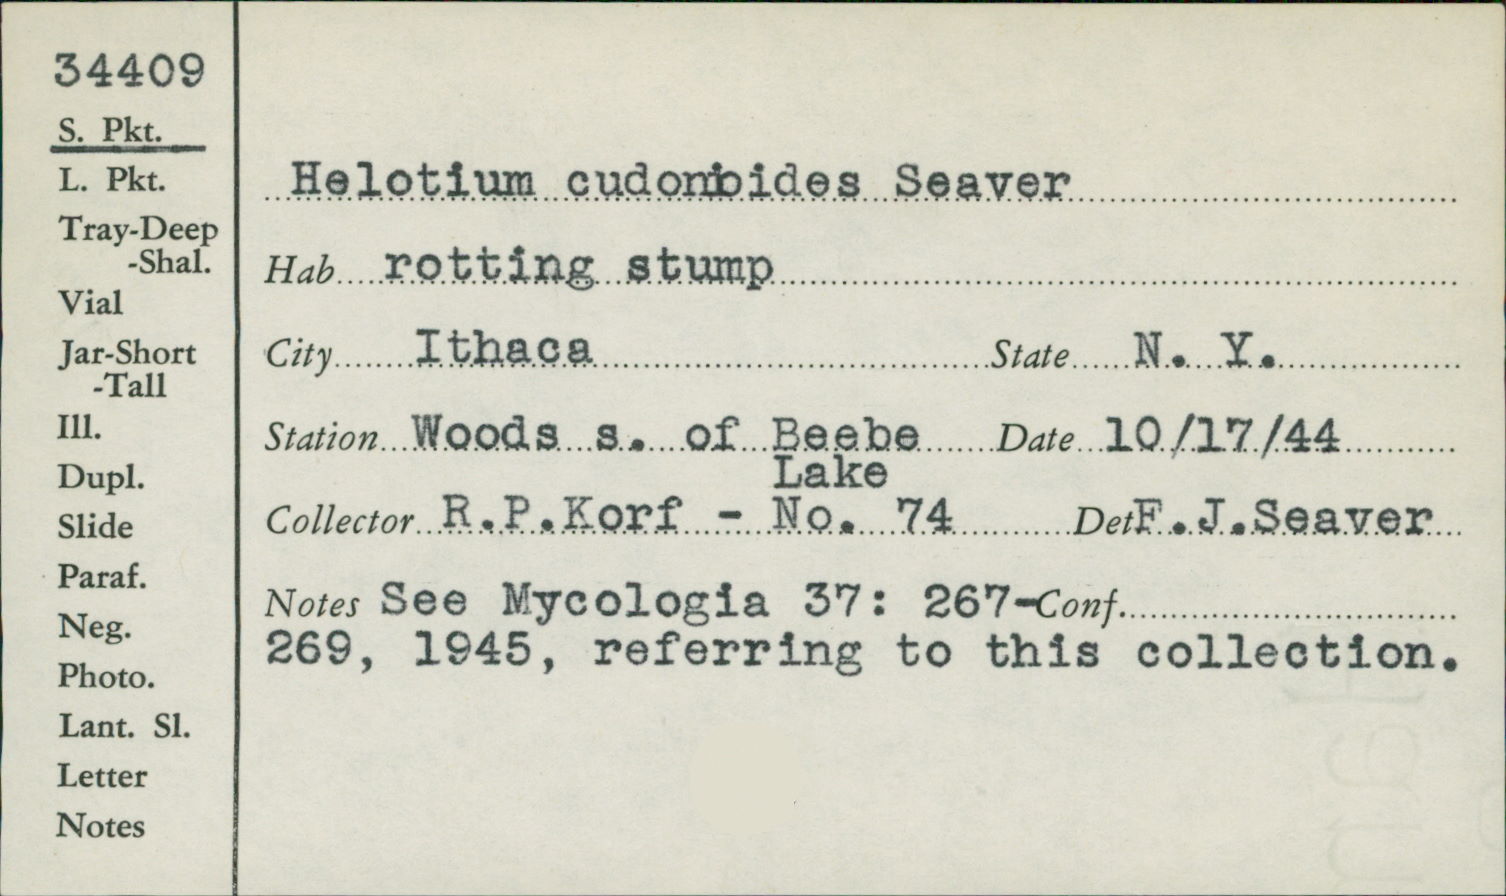 34409
S. Pkt.
L. Pkt.
Tray-Deep
-Shal.
Vial
Jar-Short
-Tall
Ill.
Dupl.
Slide
Paraf.
Neg.
Photo.
Lant. Sl.
Letter
Notes
Helotium cudonioides Seaver
Hab rotting stump
City Ithaca State N. Y.
Station Woods s. of Beebe Date 10/17/44
Lake
Collector R.P.Korf - No. 74 Det F.J.Seaver
Notes See Mycologia 37: 267- Conf.
269, 1945, referring to this collection.